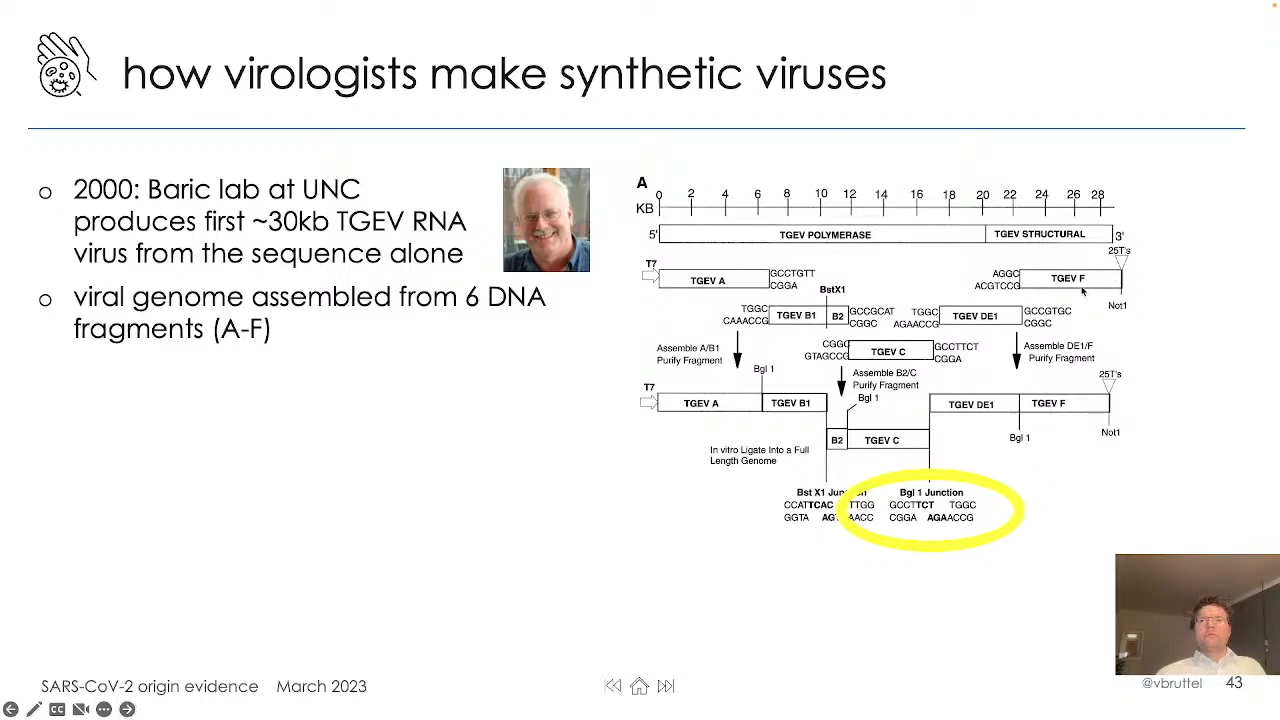 how virologists make synthetic viruses
2000: Baric lab at UNC
produces first ~30kb TGEV RNA
virus from the sequence alone
viral genome assembled from 6 DNA
fragments (A-F)
A
0 2 4 6 8 10 12 14 16 18 20 22 24 26 28
KB
5' TGEV POLYMERASE TGEV STRUCTURAL 3'
25T's
T7
TGEV A
GCCTGTT
CGGA
AGGC
ACGTCCG
TGEV F
Not1
BstX1
TGGC
CAAACCG
TGEV B1
B2
GCCGCAT
CGGC
TGGC
AGAACCG
TGEV DE1
GCCGTGC
CGGC
CGGC
GTAGCCG
TGEV C
GCCTTCT
CGGA
Assemble A/B1
Purify Fragment
Assemble B2/C
Purify Fragment
Assemble DE1/F
Purify Fragment
Bgl 1
Bgl 1
25T's
T7
TGEV A
TGEV B1
TGEV DE1
TGEV F
B2
TGEV C
Bgl 1
Not1
In vitro Ligate Into a Full
Length Genome
Bst X1
Bgl 1 Junction
CCATTCAC TTGG GCCTTCT TGGC
GGTA AACC CGGA AGAACCG
SARS-CoV-2 origin evidence March 2023
@vbruttel 43
CC